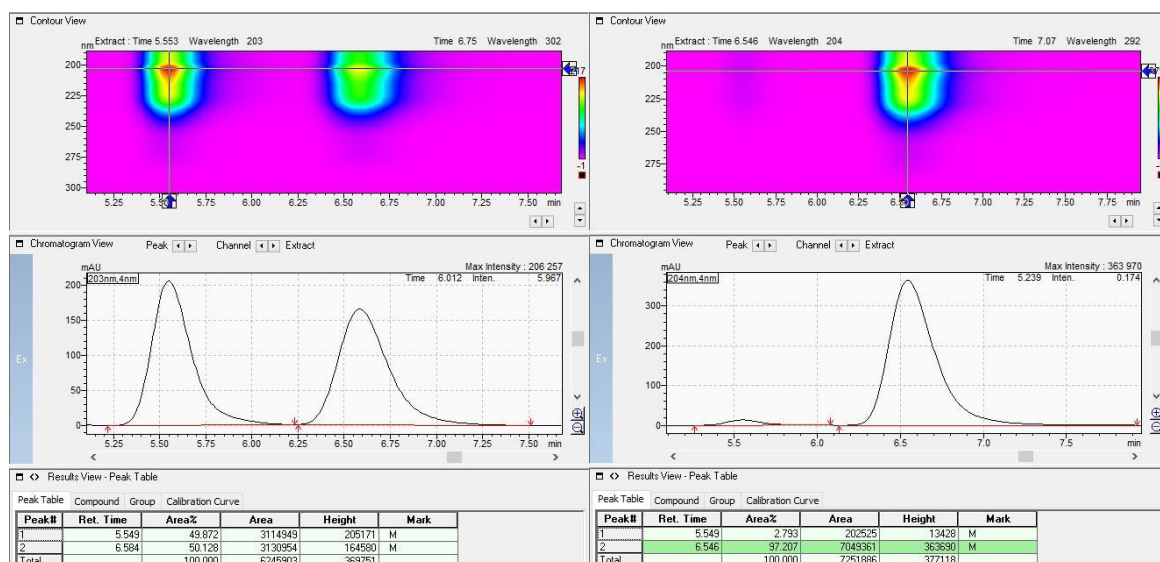 Contour View
Extract : Time 5.553 Wavelength 203 Time 6.75 Wavelength 302
nm
200
225
250
275
300
-1
5.25 5.75 6.00 6.25 6.50 6.75 7.00 7.25 7.50 min
Chromatogram View Peak Channel Extract
mAU
Max Intensity : 206 257
203nm,4nm
Time 6.012 Inten. 5.967
200
150
100
50
0
5.25 5.50 5.75 6.00 6.25 6.50 6.75 7.00 7.25 7.50 min
Ex
Results View - Peak Table
Peak Table Compound Group Calibration Curve
Peak# Ret. Time Area% Area Height Mark
1 5.549 49.872 3114949 205171 M
2 6.584 50.128 3130954 164580 M
Total 100.000 6245903 369751
Contour View
Extract : Time 6.546 Wavelength 204 Time 7.07 Wavelength 292
nm
200
225
250
275
5.25 5.50 5.75 6.00 6.25 6.75 7.00 7.25 7.50 7.75 min
Chromatogram View Peak Channel Extract
mAU
Max Intensity : 363 970
204nm,4nm
Time 5.239 Inten. 0.174
300
200
100
0
5.5 6.0 6.5 7.0 7.5 min
Ex
Results View - Peak Table
Peak Table Compound Group Calibration Curve
Peak# Ret. Time Area% Area Height Mark
1 5.549 2.793 202525 13428 M
2 6.546 97.207 7049361 363690 M
Total 100.000 7251886 377118